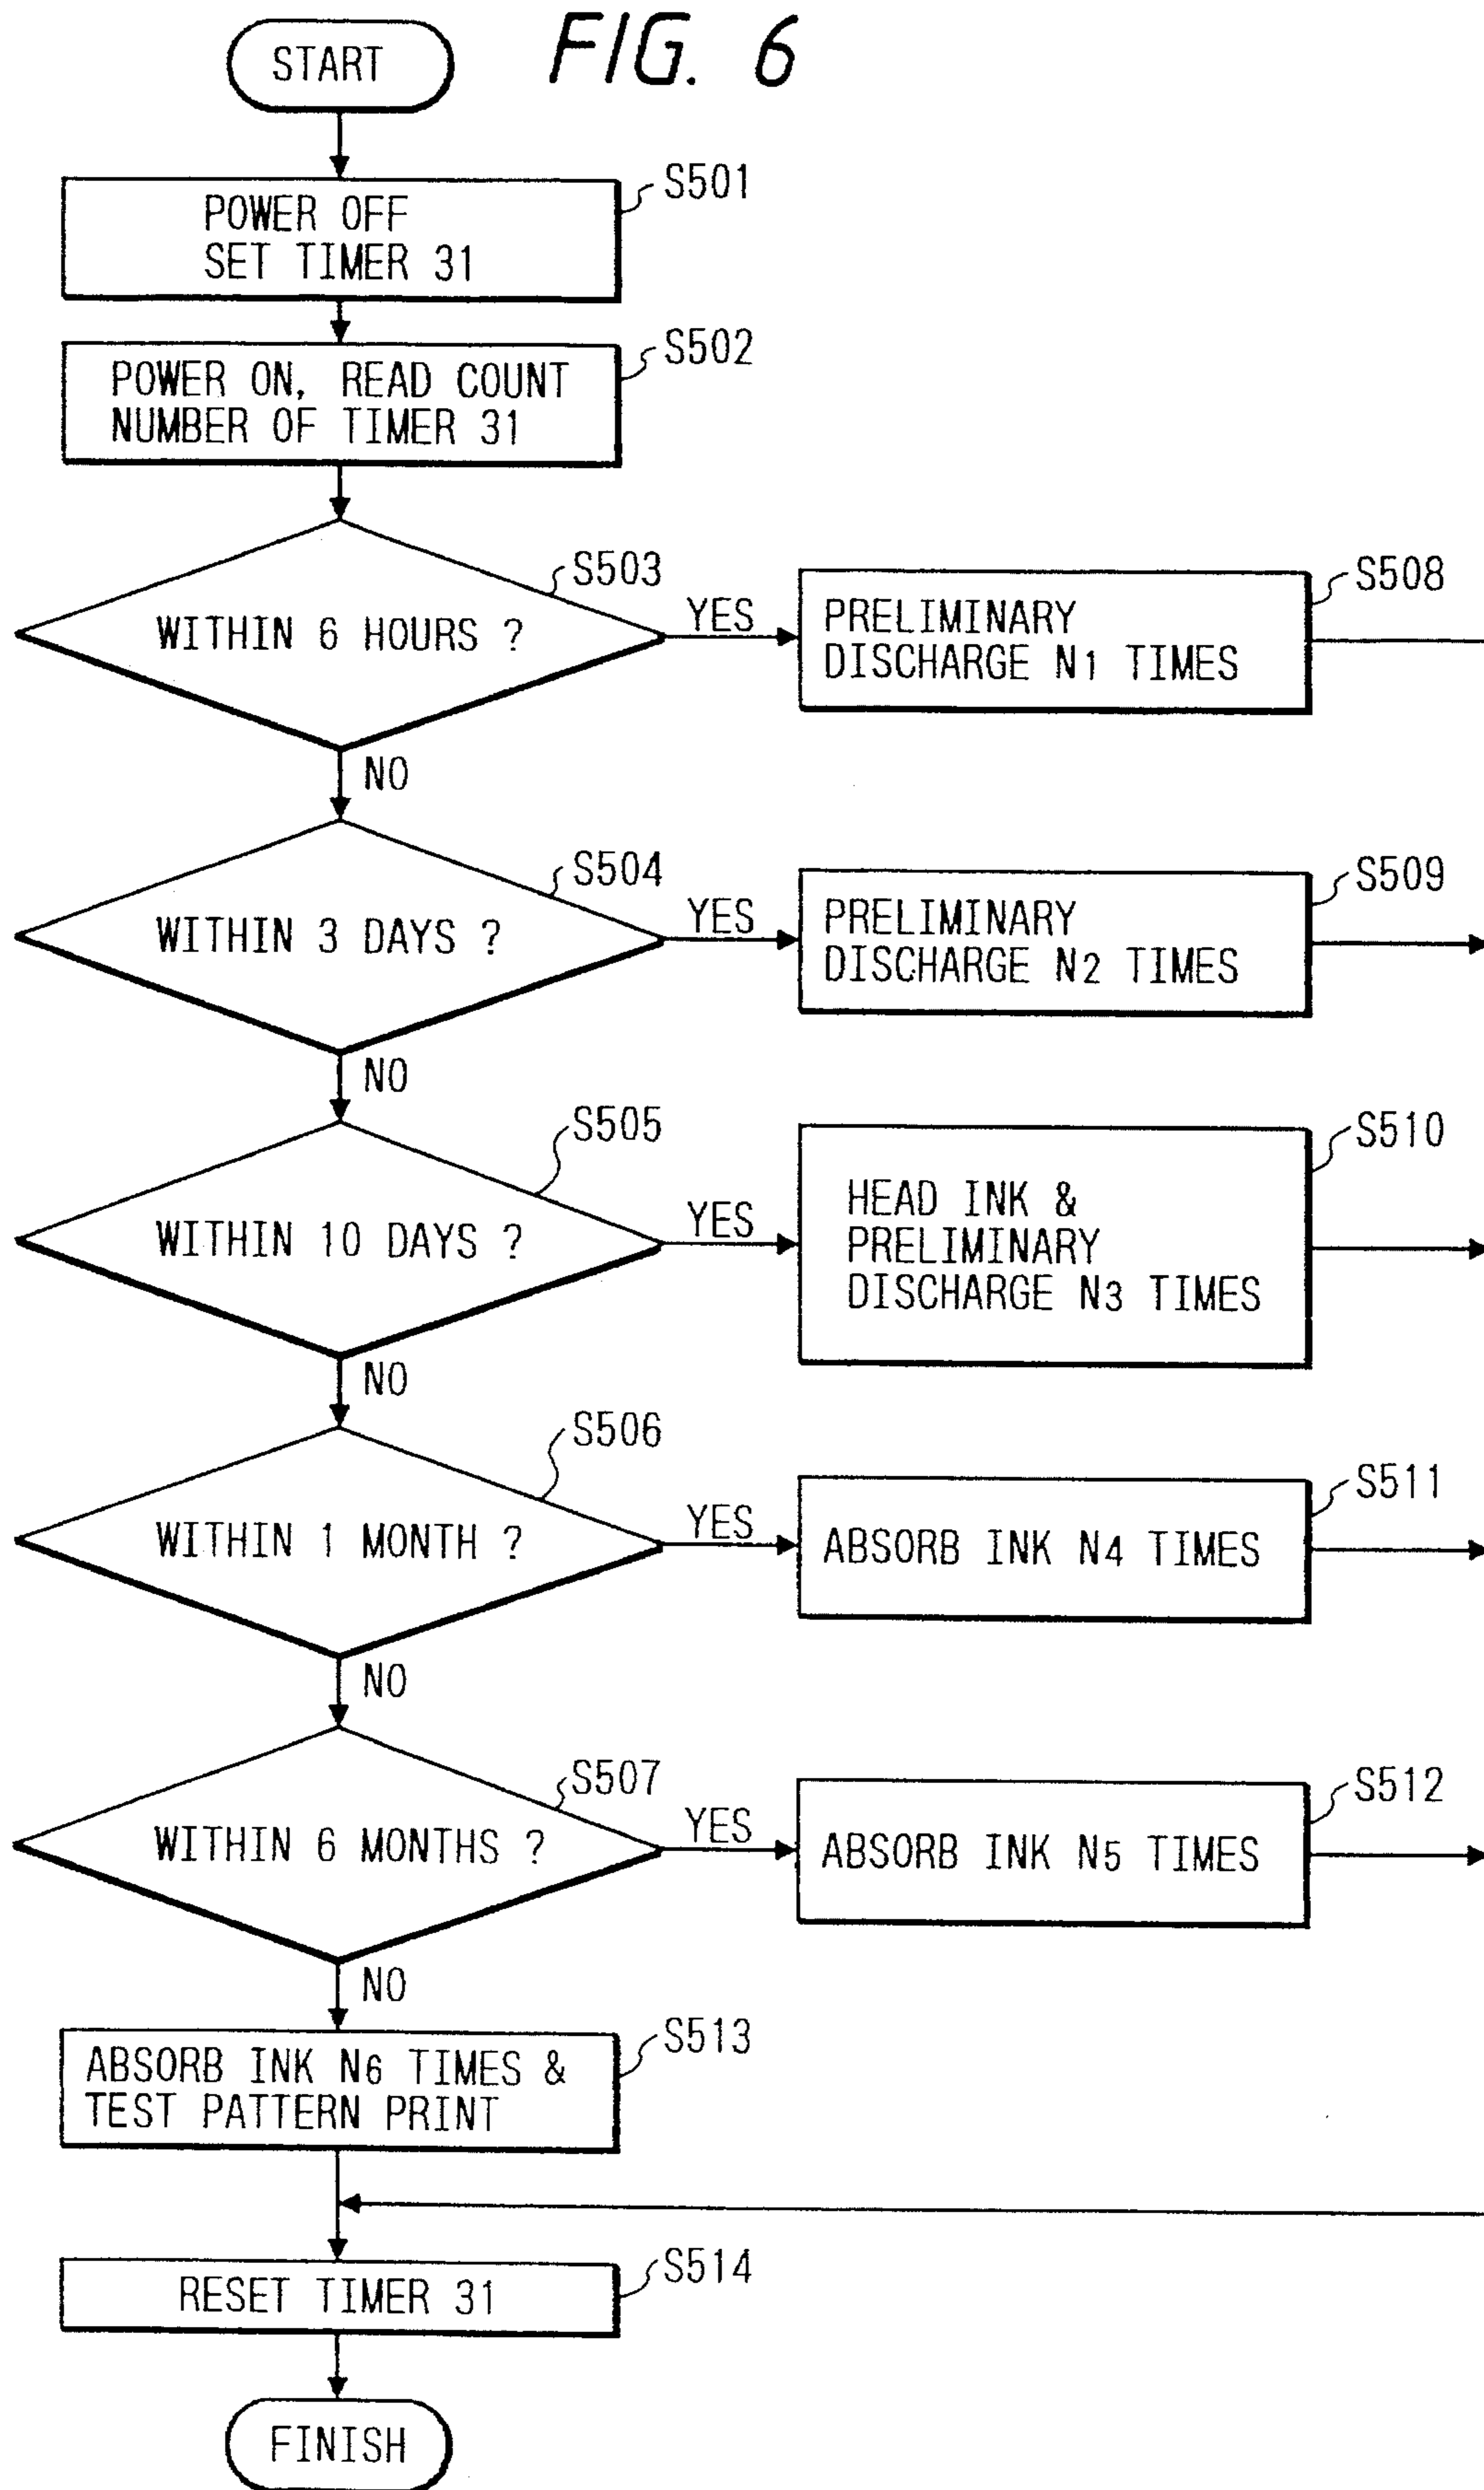 FIG. 6
START
S501
POWER OFF
SET TIMER 31
S502
POWER ON, READ COUNT
NUMBER OF TIMER 31
S503
WITHIN 6 HOURS ?
YES
S508
PRELIMINARY
DISCHARGE N1 TIMES
NO
S504
WITHIN 3 DAYS ?
YES
S509
PRELIMINARY
DISCHARGE N2 TIMES
NO
S505
WITHIN 10 DAYS ?
YES
S510
HEAD INK &
PRELIMINARY
DISCHARGE N3 TIMES
NO
S506
WITHIN 1 MONTH ?
YES
S511
ABSORB INK N4 TIMES
NO
S507
WITHIN 6 MONTHS ?
YES
S512
ABSORB INK N5 TIMES
NO
S513
ABSORB INK N6 TIMES &
TEST PATTERN PRINT
S514
RESET TIMER 31
FINISH